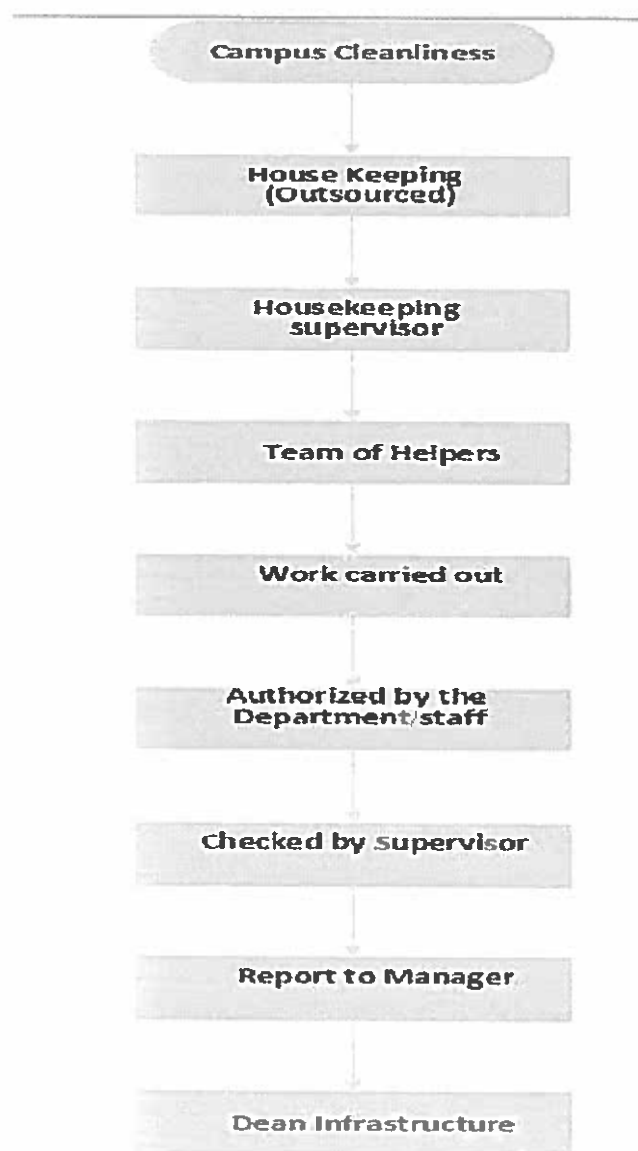 Campus Cleanliness
House Keeping
(Outsourced)
Housekeeping
supervisor
Team of Helpers
Work carried out
Authorized by the
Department/staff
Checked by Supervisor
Report to Manager
Dean Infrastructure